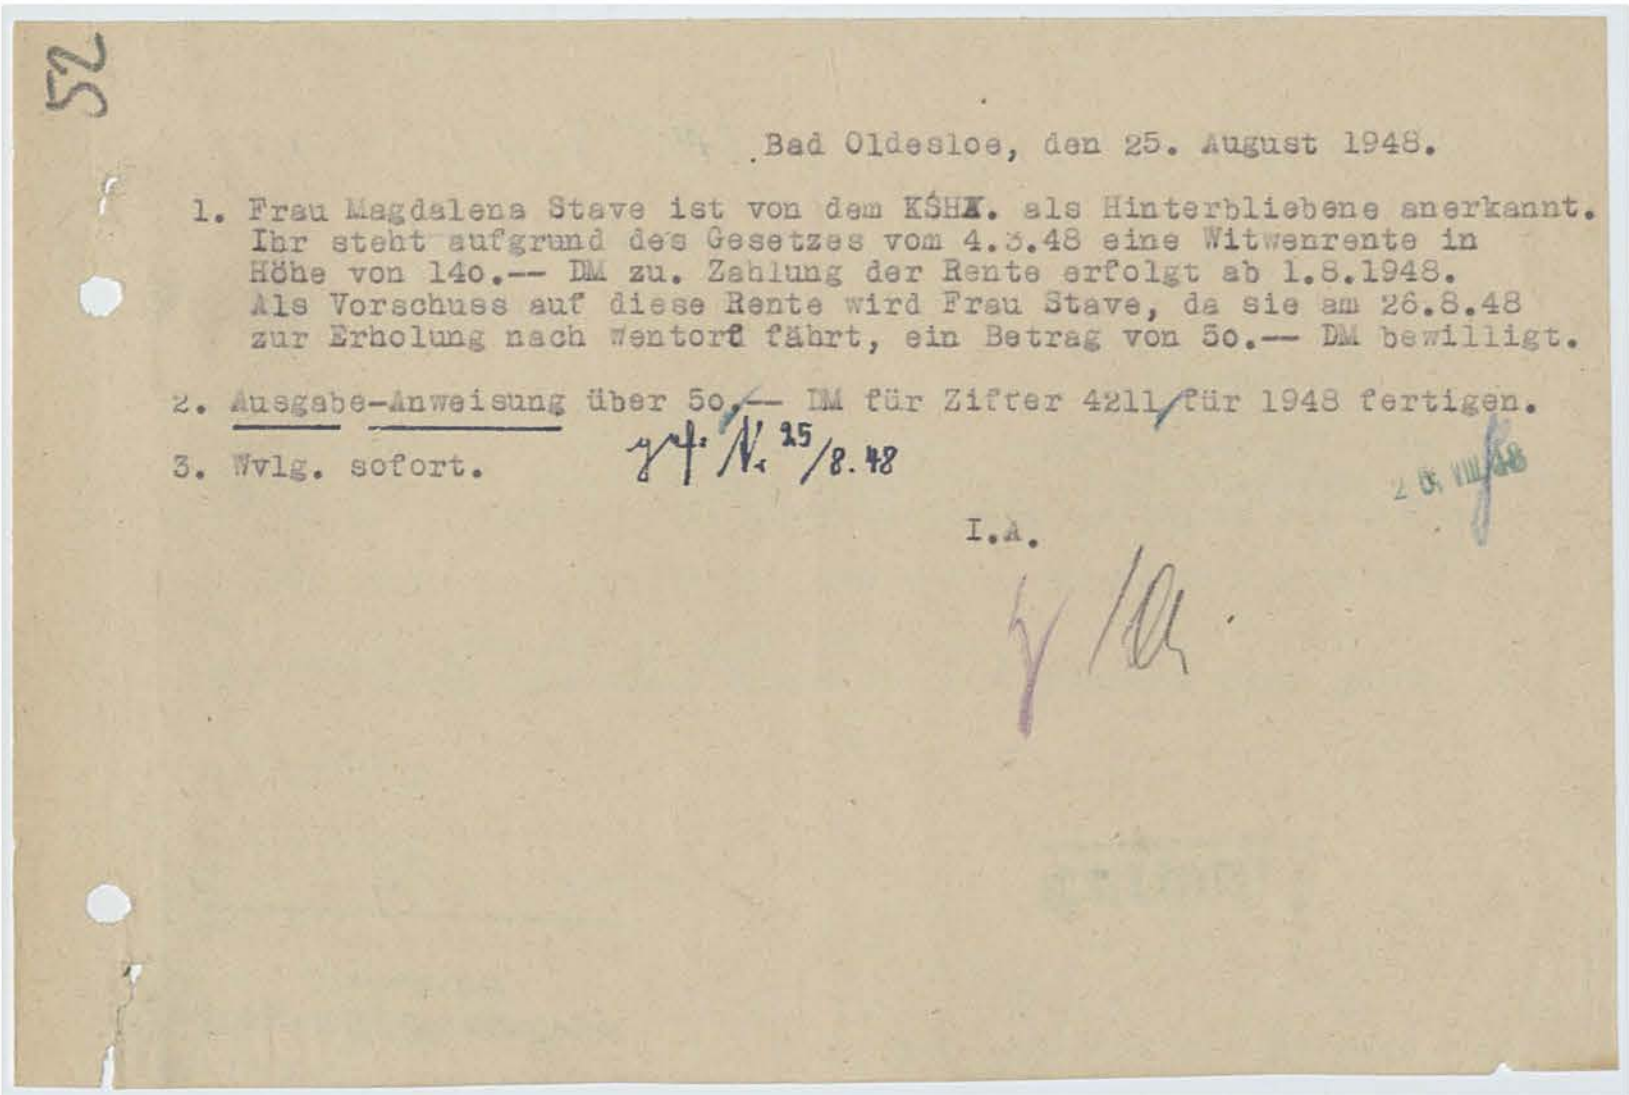 52
Bad Oldesloe, den 25. August 1948.
1. Frau Magdalena Stave ist von dem KSHA. als Hinterbliebene anerkannt.
Ihr steht aufgrund des Gesetzes vom 4.3.48 eine Witwenrente in
Höhe von 140.-- DM zu. Zahlung der Rente erfolgt ab 1.8.1948.
Als Vorschuss auf diese Rente wird Frau Stave, da sie am 26.8.48
zur Erholung nach Wentorf fährt, ein Betrag von 50.-- DM bewilligt.
2. Ausgabe-Anweisung über 50,-- DM für Ziffer 4211/für 1948 fertigen.
gef. N. 25/8.48
3. Wvlg. sofort.
I.A.